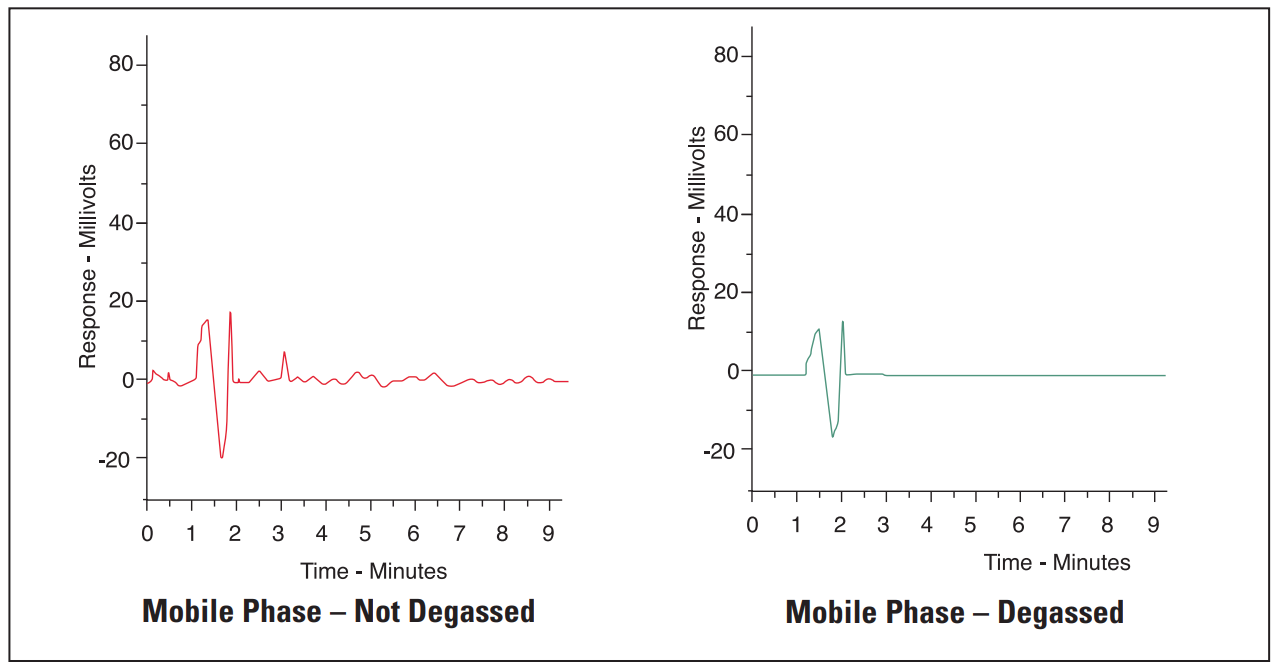 Response - Millivolts
80
60
40
20
0
-20
0 1 2 3 4 5 6 7 8 9
Time - Minutes
Mobile Phase – Not Degassed
Response - Millivolts
80
60
40
20
0
-20
0 1 2 3 4 5 6 7 8 9
Time - Minutes
Mobile Phase – Degassed